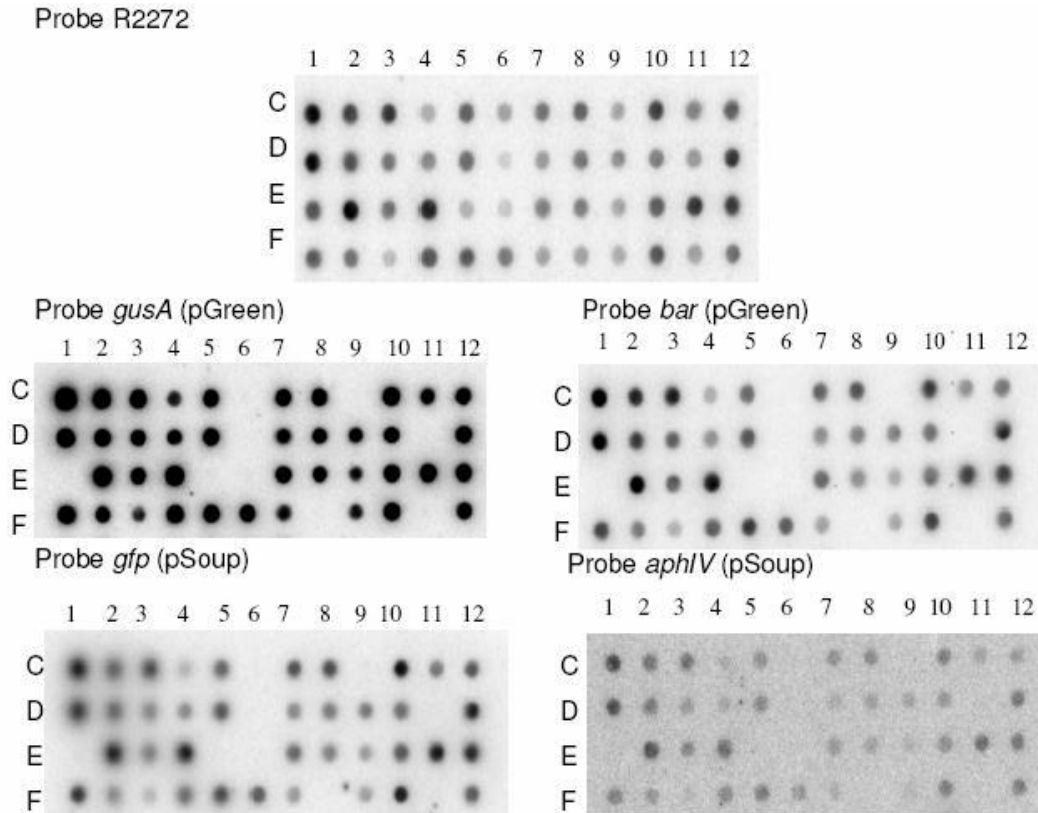 Probe R2272
1 2 3 4 5 6 7 8 9 10 11 12
C
D
E
F
Probe gusA (pGreen)
1 2 3 4 5 6 7 8 9 10 11 12
C
D
E
F
Probe bar (pGreen)
1 2 3 4 5 6 7 8 9 10 11 12
C
D
E
F
Probe gfp (pSoup)
1 2 3 4 5 6 7 8 9 10 11 12
C
D
E
F
Probe aphIV (pSoup)
1 2 3 4 5 6 7 8 9 10 11 12
C
D
E
F